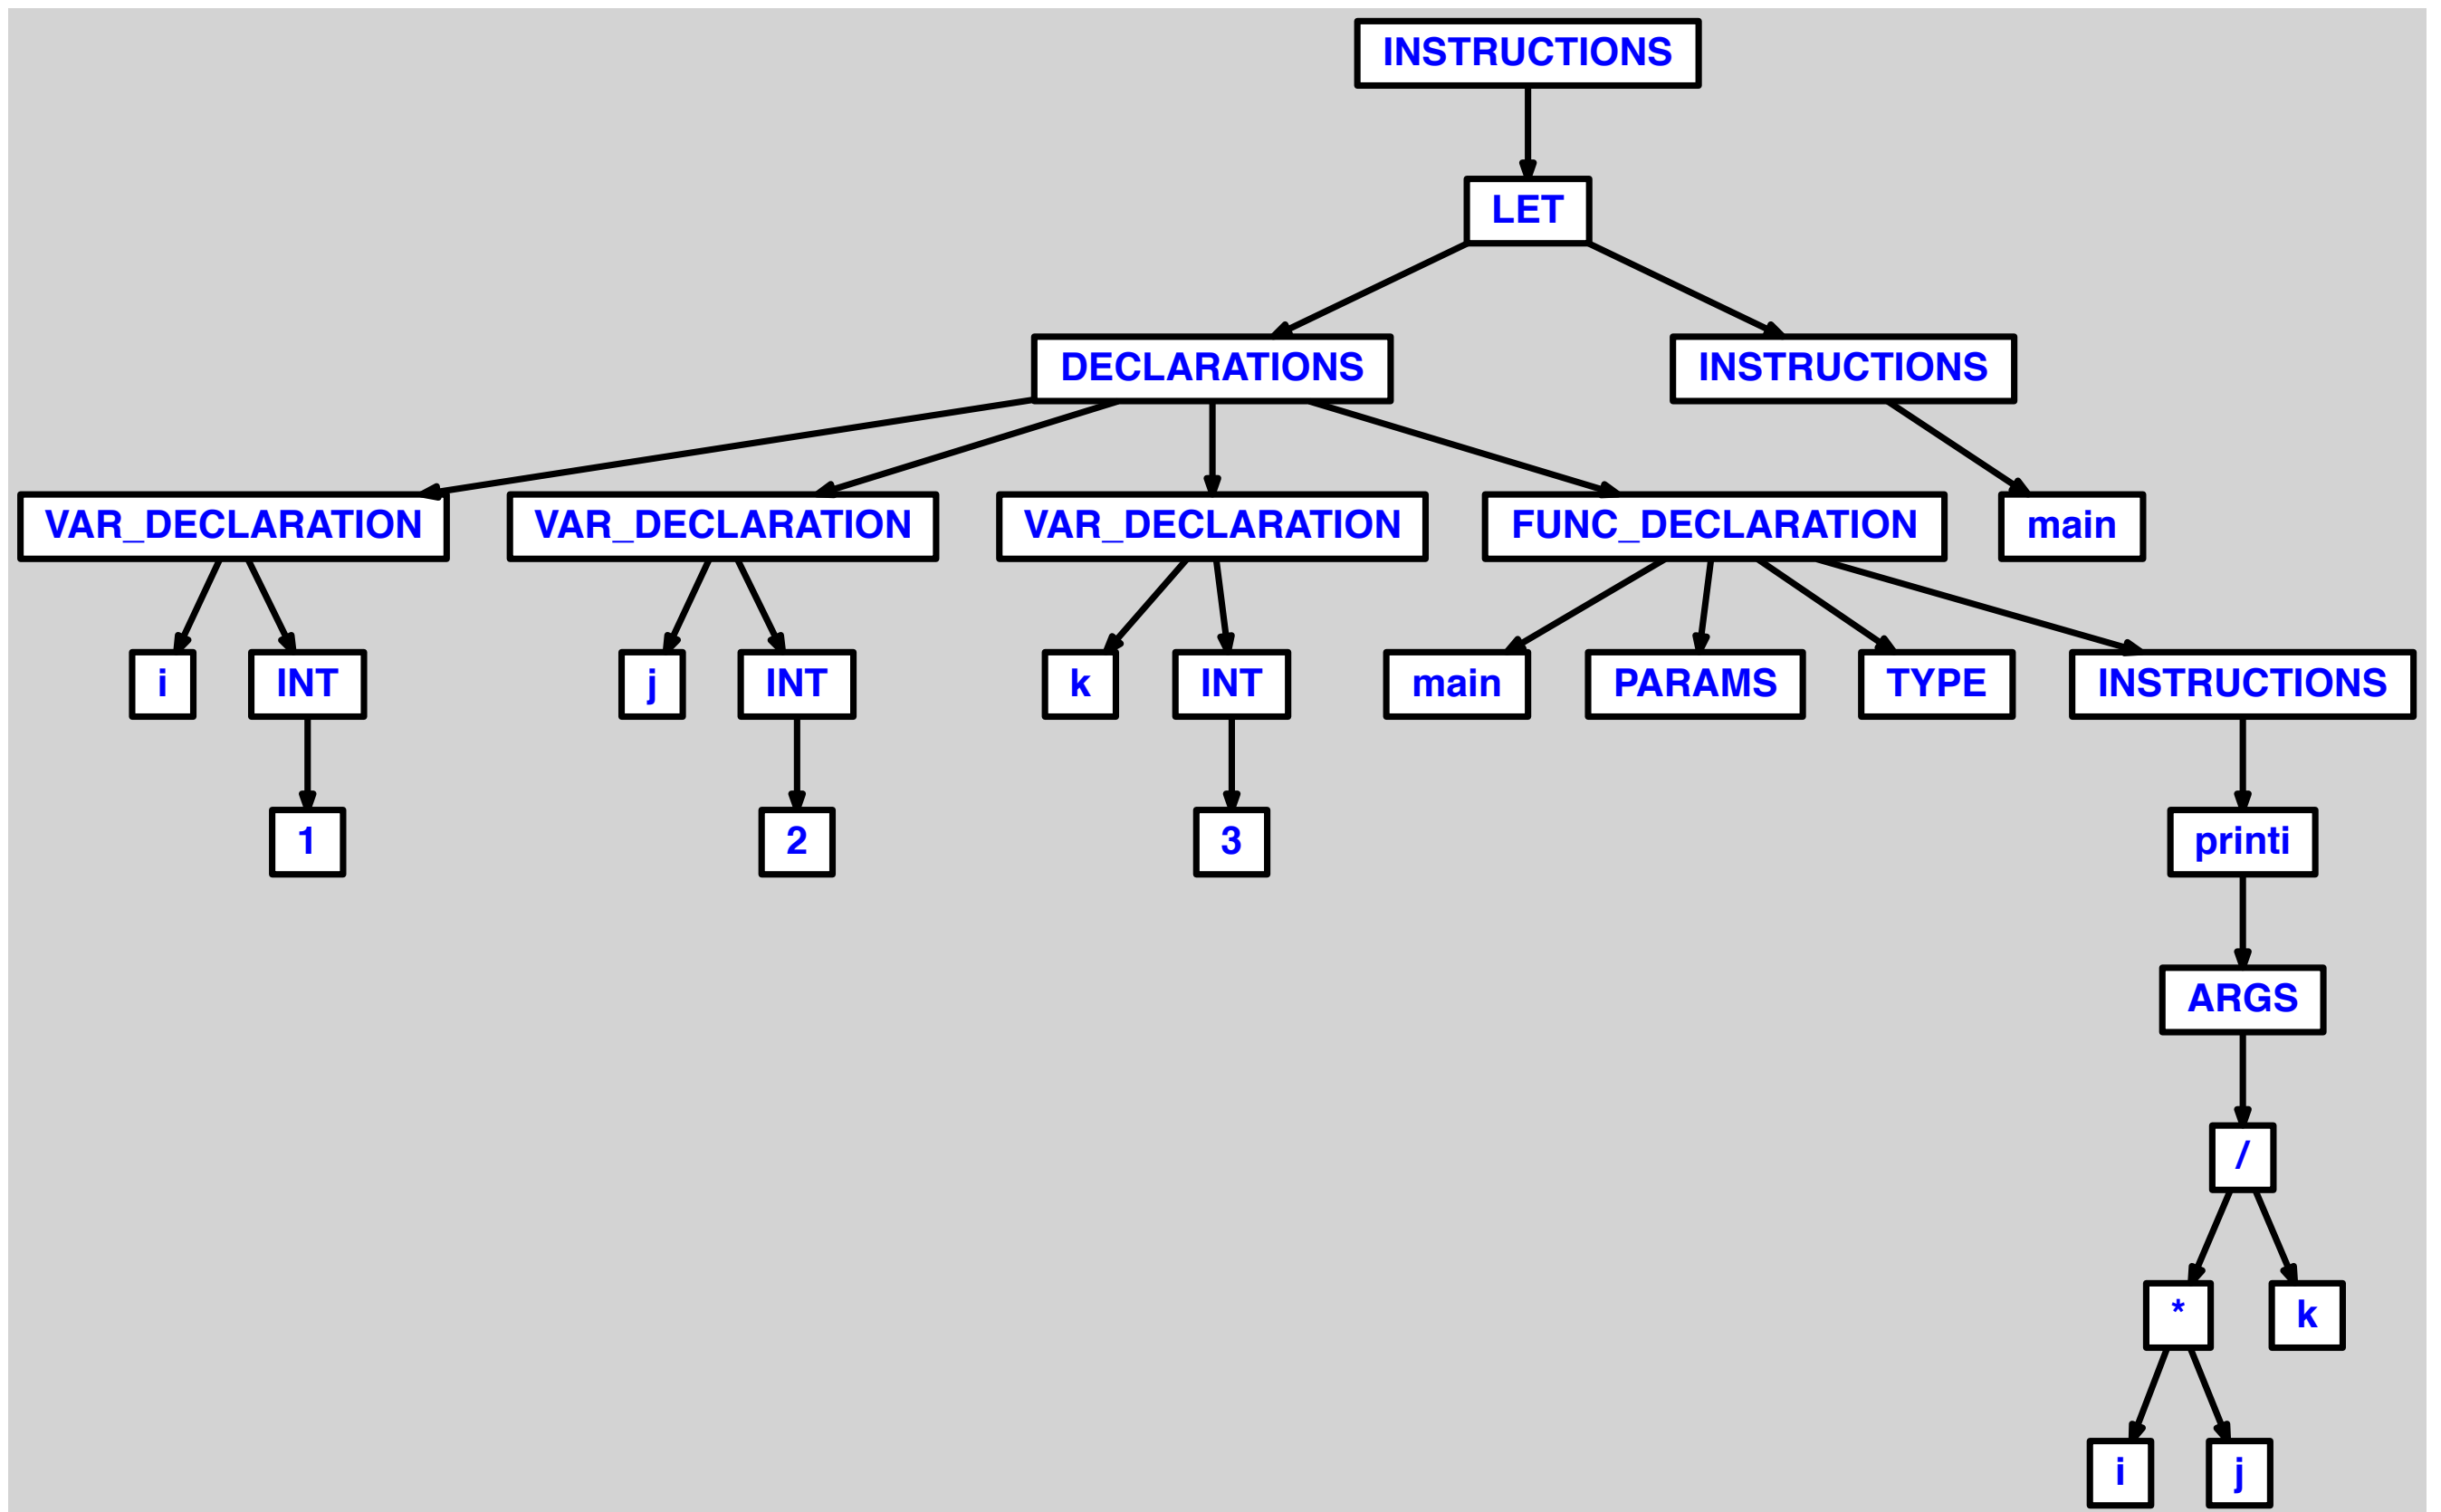 INSTRUCTIONS
LET
DECLARATIONS INSTRUCTIONS
VAR_DECLARATION VAR_DECLARATION VAR_DECLARATION FUNC_DECLARATION main
i INT j INT k INT main PARAMS TYPE INSTRUCTIONS
1 2 3 printi
ARGS
/
* k
i j